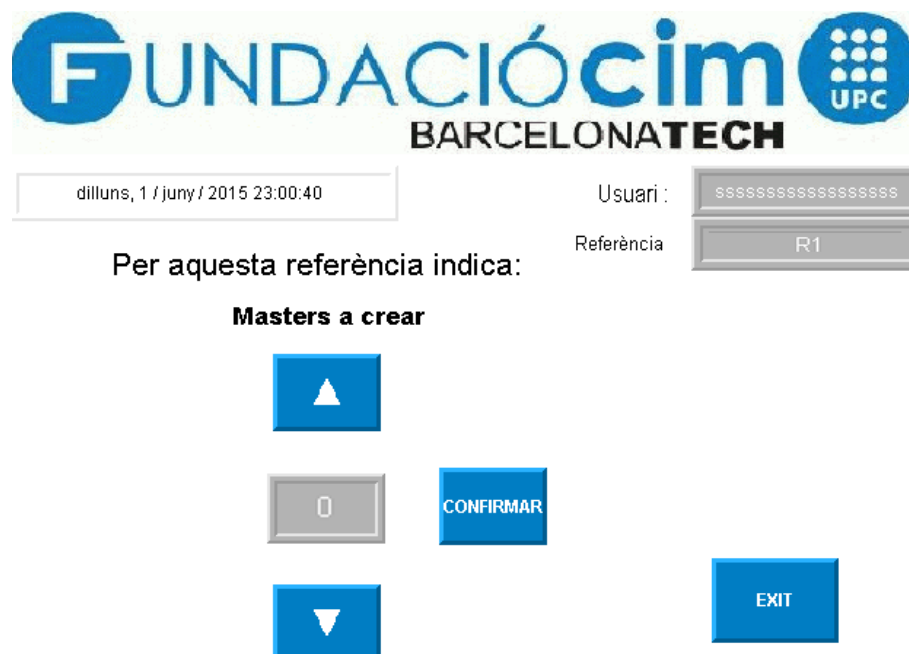 FUNDACIÓcim UPC
BARCELONATECH
dilluns, 1 / juny / 2015 23:00:40
Usuari : ssssssssssssssssss
Referència R1
Per aquesta referència indica:
Masters a crear
0
CONFIRMAR
EXIT